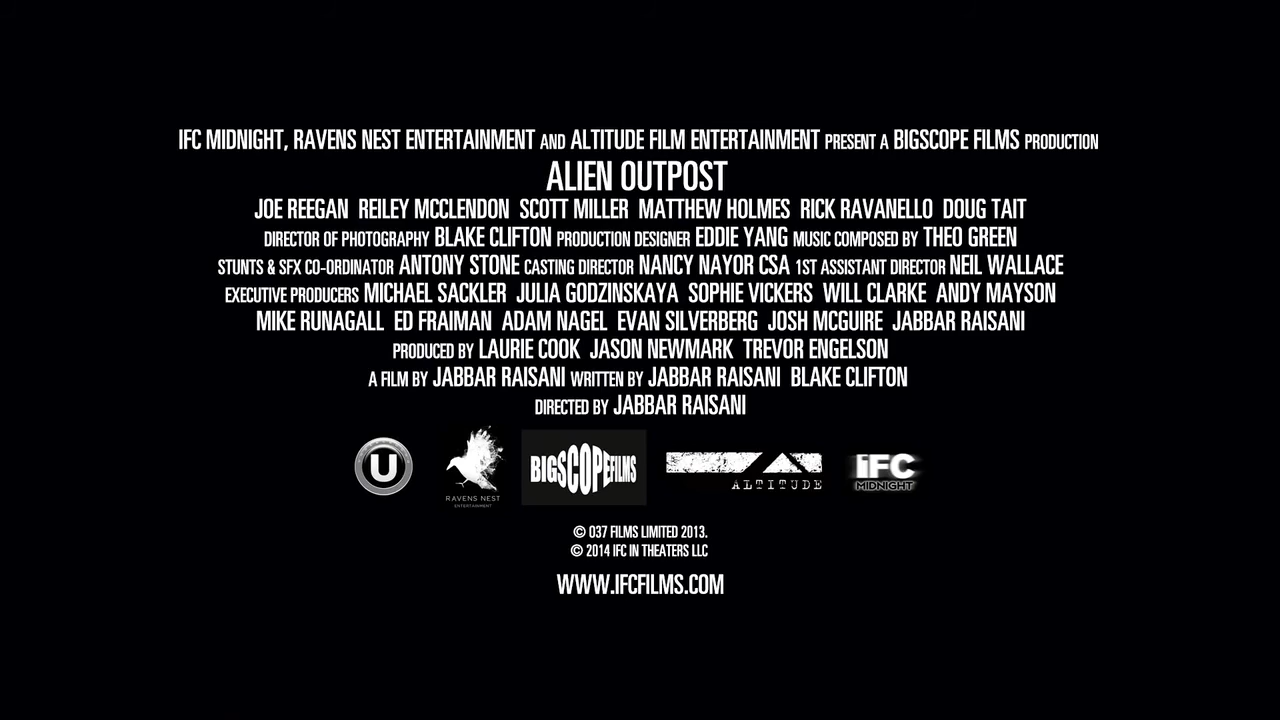 IFC MIDNIGHT, RAVENS NEST ENTERTAINMENT AND ALTITUDE FILM ENTERTAINMENT PRESENT A BIGSCOPE FILMS PRODUCTION
ALIEN OUTPOST
JOE REEGAN REILEY MCCLENDON SCOTT MILLER MATTHEW HOLMES RICK RAVANELLO DOUG TAIT
DIRECTOR OF PHOTOGRAPHY BLAKE CLIFTON PRODUCTION DESIGNER EDDIE YANG MUSIC COMPOSED BY THEO GREEN
STUNTS & SFX CO-ORDINATOR ANTONY STONE CASTING DIRECTOR NANCY NAYOR CSA 1ST ASSISTANT DIRECTOR NEIL WALLACE
EXECUTIVE PRODUCERS MICHAEL SACKLER JULIA GODZINSKAYA SOPHIE VICKERS WILL CLARKE ANDY MAYSON
MIKE RUNAGALL ED FRAIMAN ADAM NAGEL EVAN SILVERBERG JOSH MCGUIRE JABBAR RAISANI
PRODUCED BY LAURIE COOK JASON NEWMARK TREVOR ENGELSON
A FILM BY JABBAR RAISANI WRITTEN BY JABBAR RAISANI BLAKE CLIFTON
DIRECTED BY JABBAR RAISANI
U
RAVENS NEST
ENTERTAINMENT
BIGSCOPEFILMS
ALTITUDE
IFC
MIDNIGHT
© 037 FILMS LIMITED 2013.
© 2014 IFC IN THEATERS LLC
WWW.IFCFILMS.COM